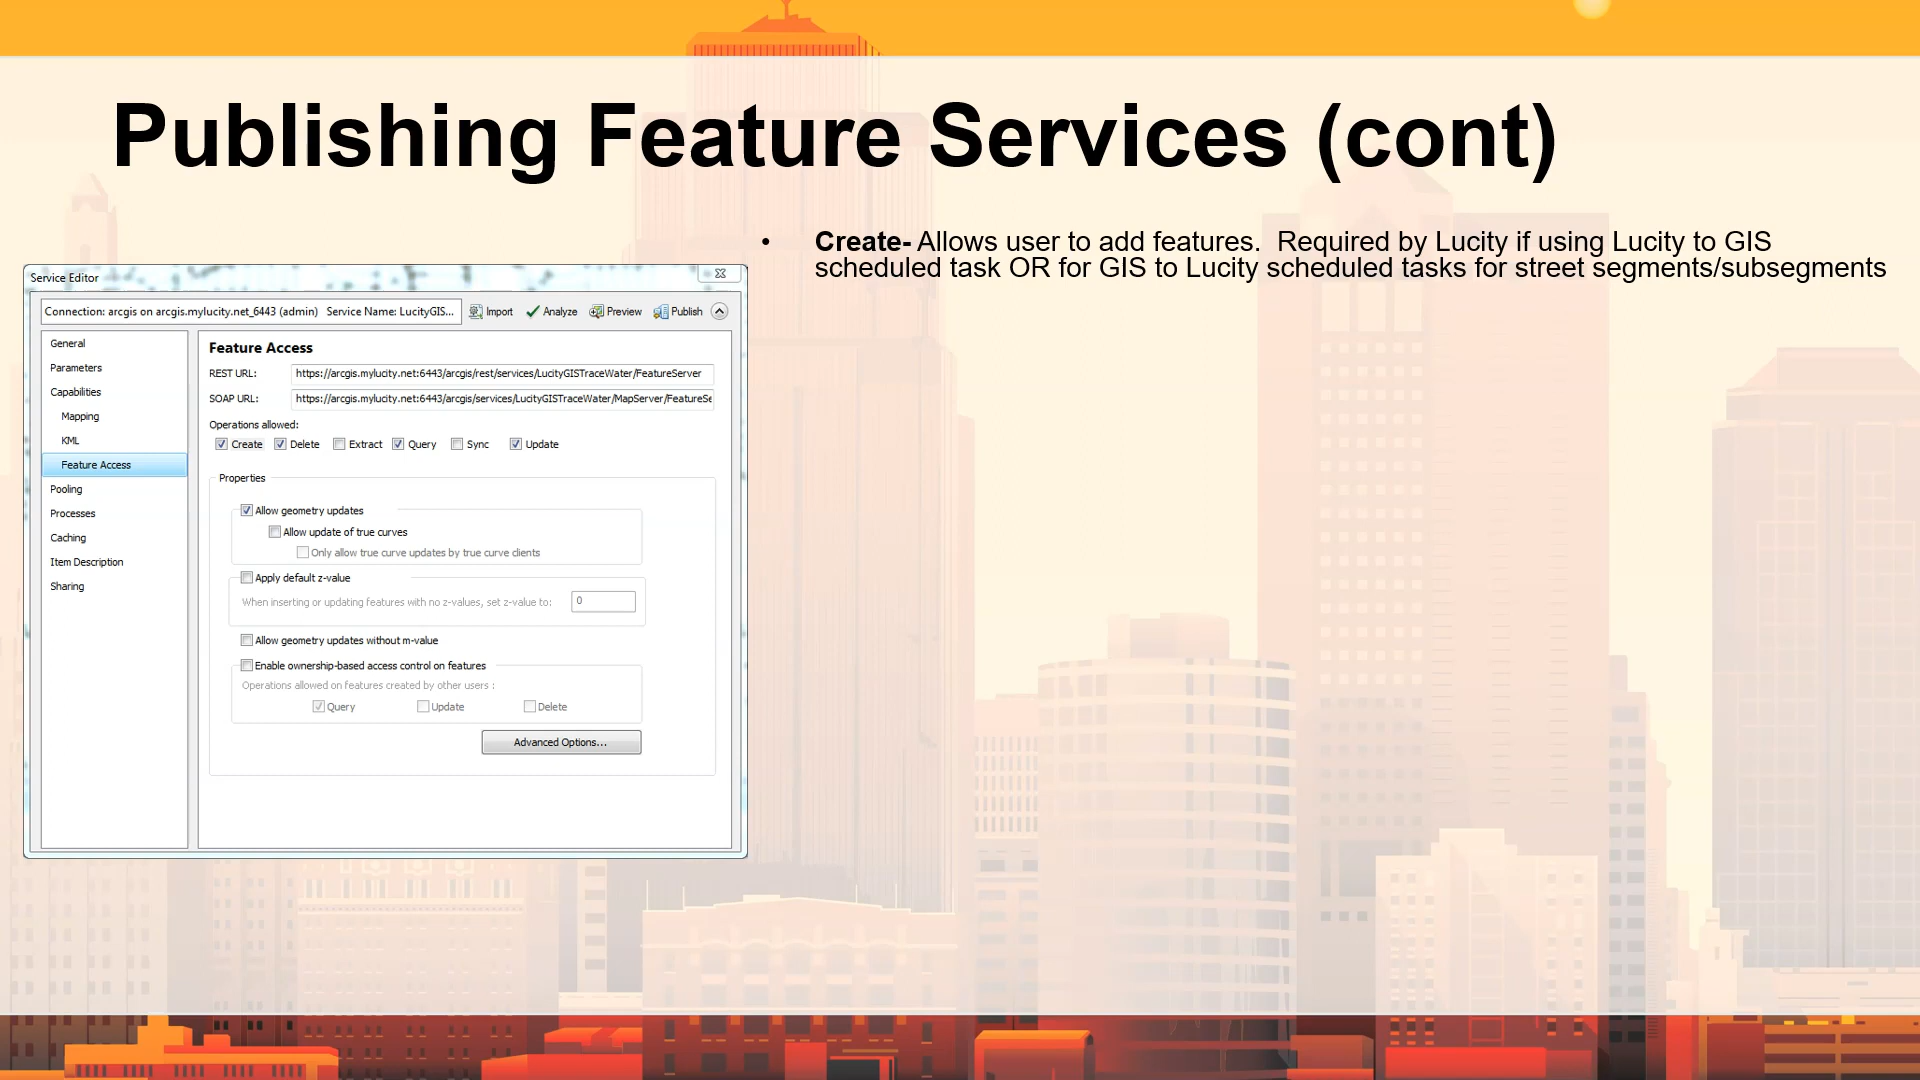 Publishing Feature Services (cont)
• Create- Allows user to add features.  Required by Lucity if using Lucity to GIS
scheduled task OR for GIS to Lucity scheduled tasks for street segments/subsegments
Service Editor
Connection: arcgis on arcgis.mylucity.net_6443 (admin)   Service Name: LucityGIS...
Import
Analyze
Preview
Publish
General
Parameters
Capabilities
Mapping
KML
Feature Access
Pooling
Processes
Caching
Item Description
Sharing
Feature Access
REST URL: https://arcgis.mylucity.net:6443/arcgis/rest/services/LucityGISTraceWater/FeatureServer
SOAP URL: https://arcgis.mylucity.net:6443/arcgis/services/LucityGISTraceWater/MapServer/FeatureSe
Operations allowed:
Create Delete Extract Query Sync Update
Properties
Allow geometry updates
Allow update of true curves
Only allow true curve updates by true curve clients
Apply default z-value
When inserting or updating features with no z-values, set z-value to: 0
Allow geometry updates without m-value
Enable ownership-based access control on features
Operations allowed on features created by other users :
Query Update Delete
Advanced Options...